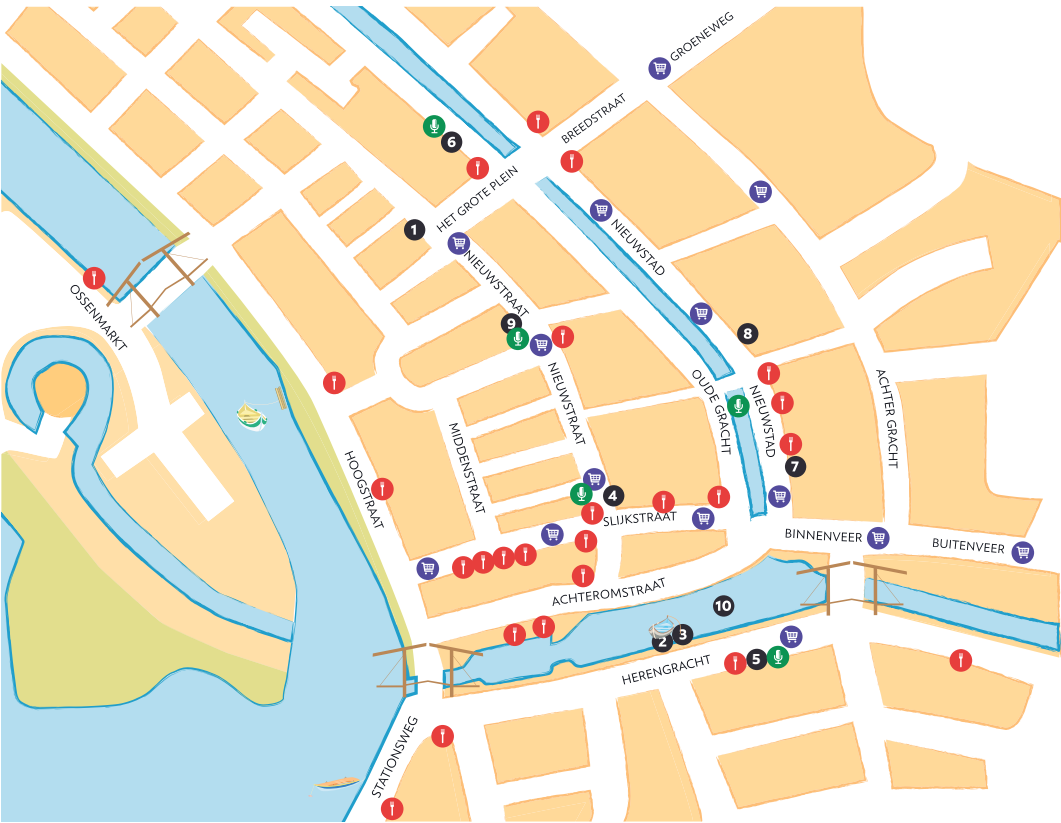 GROENEWEG
BREEDSTRAAT
6
HET GROTE PLEIN
1
NIEUWSTAD
NIEUWSTRAAT
OSSENMARKT
9
8
NIEUWSTRAAT
OUDE GRACHT
NIEUWSTAD
ACHTER GRACHT
MIDDENSTRAAT
HOOGSTRAAT
7
4
SLIJKSTRAAT
BINNENVEER
BUITENVEER
ACHTEROMSTRAAT
10
2
3
5
HERENGRACHT
STATIONSWEG